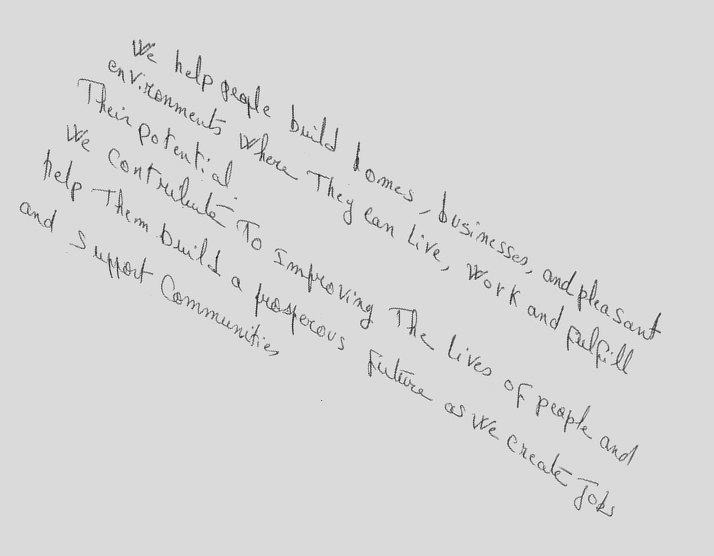 We help people build homes, businesses, and pleasant
environments where They can Live, Work and fulfill
Their potential.
We contribute To Improving The Lives of people and
help Them build a prosperous future as we create Jobs
and Support Communities